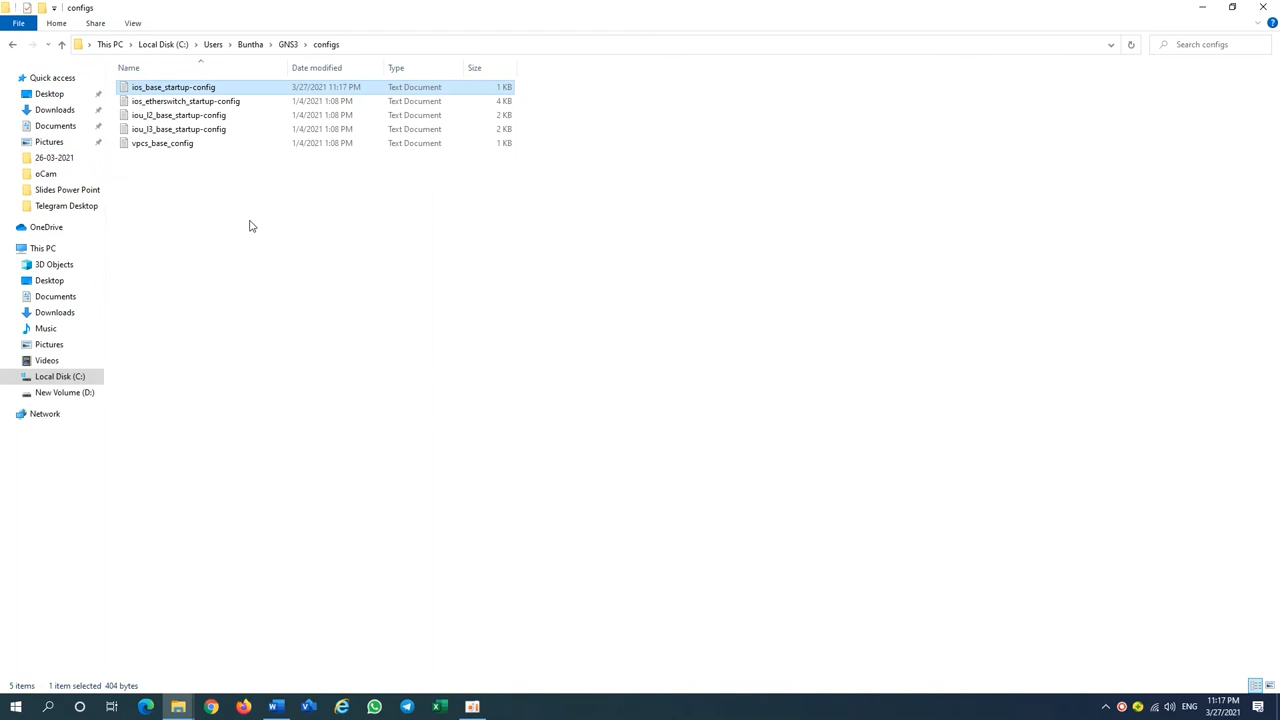 configs
File Home Share View
This PC Local Disk (C:) Users Buntha GNS3 configs Search configs
Name Date modified Type Size
Quick access
Desktop
Downloads
Documents
Pictures
26-03-2021
oCam
Slides Power Point
Telegram Desktop
OneDrive
This PC
3D Objects
Desktop
Documents
Downloads
Music
Pictures
Videos
Local Disk (C:)
New Volume (D:)
Network
ios_base_startup-config 3/27/2021 11:17 PM Text Document 1 KB
ios_etherswitch_startup-config 1/4/2021 1:08 PM Text Document 4 KB
iou_l2_base_startup-config 1/4/2021 1:08 PM Text Document 2 KB
iou_l3_base_startup-config 1/4/2021 1:08 PM Text Document 2 KB
vpcs_base_config 1/4/2021 1:08 PM Text Document 1 KB
5 items 1 item selected 404 bytes
ENG
11:17 PM
3/27/2021